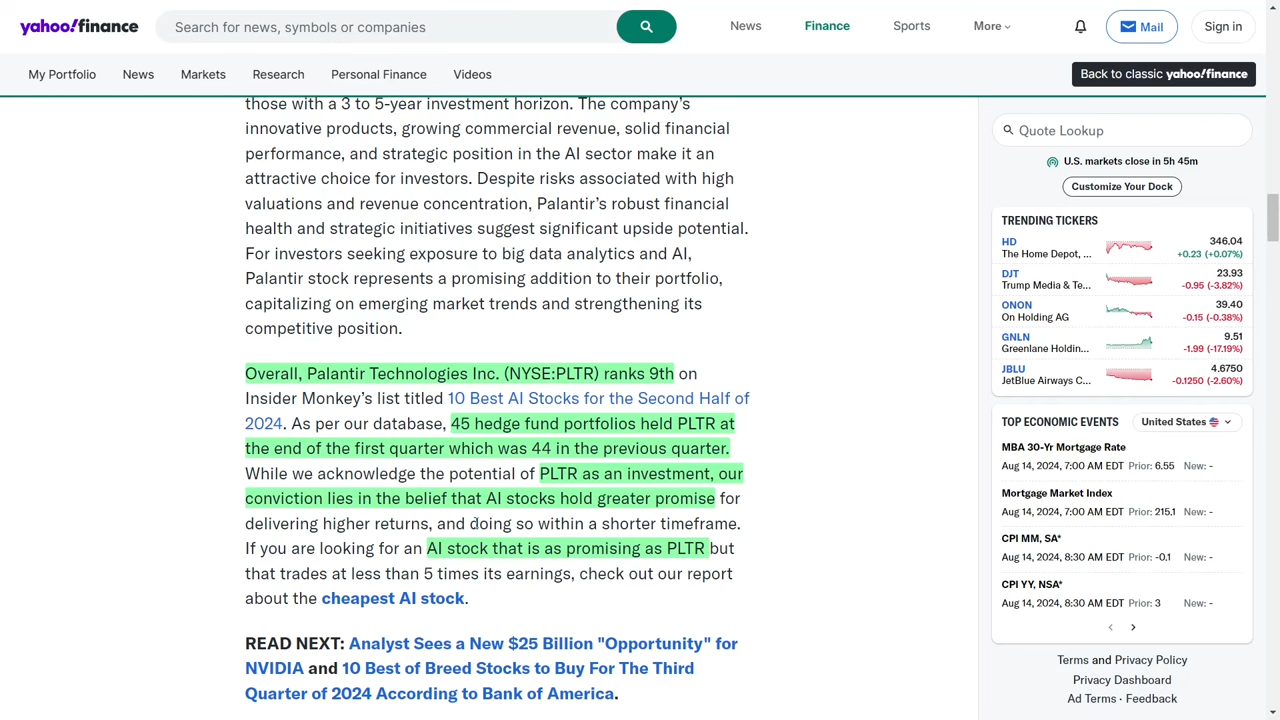 yahoo!finance
Search for news, symbols or companies
News
Finance
Sports
More
Mail
Sign in
My Portfolio
News
Markets
Research
Personal Finance
Videos
Back to classic yahoo!finance
those with a 3 to 5-year investment horizon. The company's
innovative products, growing commercial revenue, solid financial
performance, and strategic position in the AI sector make it an
attractive choice for investors. Despite risks associated with high
valuations and revenue concentration, Palantir's robust financial
health and strategic initiatives suggest significant upside potential.
For investors seeking exposure to big data analytics and AI,
Palantir stock represents a promising addition to their portfolio,
capitalizing on emerging market trends and strengthening its
competitive position.
Overall, Palantir Technologies Inc. (NYSE:PLTR) ranks 9th on
Insider Monkey's list titled 10 Best AI Stocks for the Second Half of
2024. As per our database, 45 hedge fund portfolios held PLTR at
the end of the first quarter which was 44 in the previous quarter.
While we acknowledge the potential of PLTR as an investment, our
conviction lies in the belief that AI stocks hold greater promise for
delivering higher returns, and doing so within a shorter timeframe.
If you are looking for an AI stock that is as promising as PLTR but
that trades at less than 5 times its earnings, check out our report
about the cheapest AI stock.
READ NEXT: Analyst Sees a New $25 Billion "Opportunity" for
NVIDIA and 10 Best of Breed Stocks to Buy For The Third
Quarter of 2024 According to Bank of America.
Quote Lookup
U.S. markets close in 5h 45m
Customize Your Dock
TRENDING TICKERS
HD 346.04
The Home Depot, ... +0.23 (+0.07%)
DJT 23.93
Trump Media & Te... -0.95 (-3.82%)
ONON 39.40
On Holding AG -0.15 (-0.38%)
GNLN 9.51
Greenlane Holdin... -1.99 (-17.19%)
JBLU 4.6750
JetBlue Airways C... -0.1250 (-2.60%)
TOP ECONOMIC EVENTS United States
MBA 30-Yr Mortgage Rate
Aug 14, 2024, 7:00 AM EDT Prior: 6.55 New: -
Mortgage Market Index
Aug 14, 2024, 7:00 AM EDT Prior: 215.1 New: -
CPI MM, SA*
Aug 14, 2024, 8:30 AM EDT Prior: -0.1 New: -
CPI YY, NSA*
Aug 14, 2024, 8:30 AM EDT Prior: 3 New: -
Terms and Privacy Policy
Privacy Dashboard
Ad Terms · Feedback